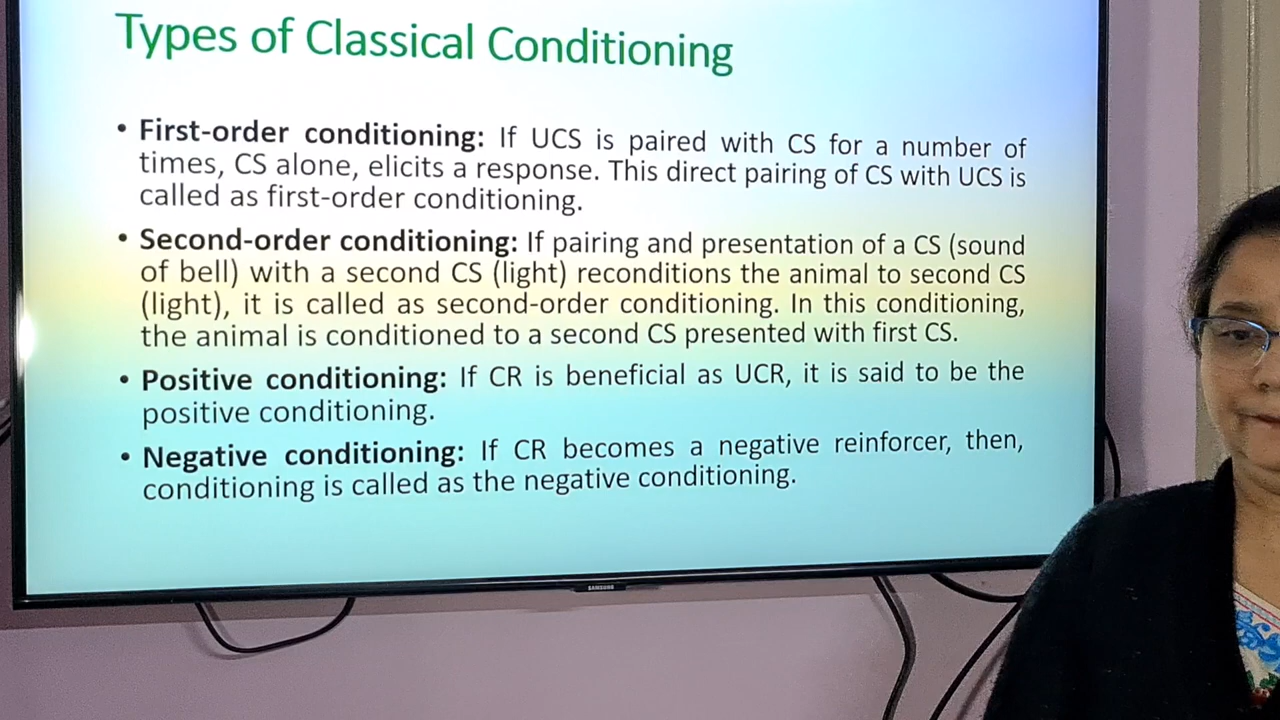 Types of Classical Conditioning
• First-order conditioning: If UCS is paired with CS for a number of
times, CS alone, elicits a response. This direct pairing of CS with UCS is
called as first-order conditioning.
• Second-order conditioning: If pairing and presentation of a CS (sound
of bell) with a second CS (light) reconditions the animal to second CS
(light), it is called as second-order conditioning. In this conditioning,
the animal is conditioned to a second CS presented with first CS.
• Positive conditioning: If CR is beneficial as UCR, it is said to be the
positive conditioning.
• Negative conditioning: If CR becomes a negative reinforcer, then,
conditioning is called as the negative conditioning.
SAMSUNG